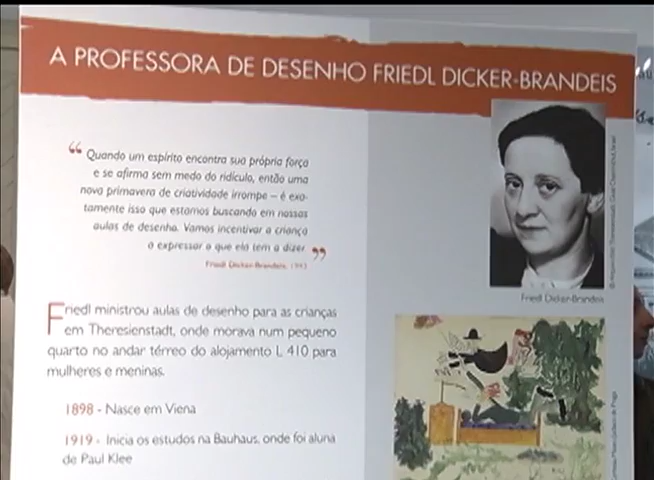 A PROFESSORA DE DESENHO FRIEDL DICKER-BRANDEIS
“ Quando um espírito encontra sua própria força
e se afirma sem medo do ridículo, então uma
nova primavera de criatividade irrompe – é exa-
tamente isso que estamos buscando em nossas
aulas de desenho. Vamos incentivar a criança
a expressar o que ela tem a dizer ”
Friedl Dicker-Brandeis,
Friedl Dicker-Brandeis
Friedl ministrou aulas de desenho para as crianças
em Theresienstadt, onde morava num pequeno
quarto no andar térreo do alojamento L 410 para
mulheres e meninas.
1898 - Nasce em Viena
1919 - Inicia os estudos na Bauhaus, onde foi aluna
de Paul Klee